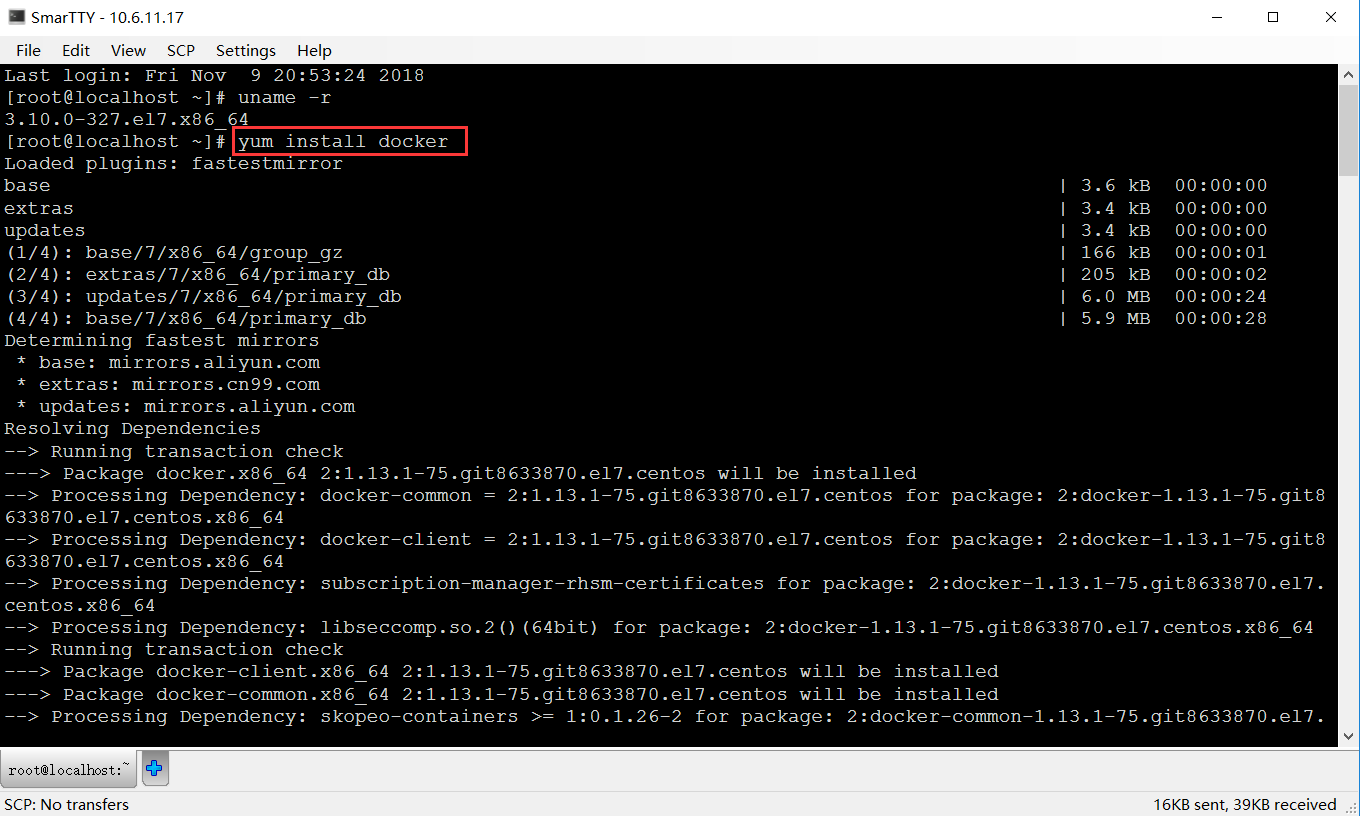 SmarTTY - 10.6.11.17
File Edit View SCP Settings Help
Last login: Fri Nov  9 20:53:24 2018
[root@localhost ~]# uname -r
3.10.0-327.el7.x86_64
[root@localhost ~]# yum install docker
Loaded plugins: fastestmirror
base | 3.6 kB  00:00:00
extras | 3.4 kB  00:00:00
updates | 3.4 kB  00:00:00
(1/4): base/7/x86_64/group_gz | 166 kB  00:00:01
(2/4): extras/7/x86_64/primary_db | 205 kB  00:00:02
(3/4): updates/7/x86_64/primary_db | 6.0 MB  00:00:24
(4/4): base/7/x86_64/primary_db | 5.9 MB  00:00:28
Determining fastest mirrors
 * base: mirrors.aliyun.com
 * extras: mirrors.cn99.com
 * updates: mirrors.aliyun.com
Resolving Dependencies
--> Running transaction check
---> Package docker.x86_64 2:1.13.1-75.git8633870.el7.centos will be installed
--> Processing Dependency: docker-common = 2:1.13.1-75.git8633870.el7.centos for package: 2:docker-1.13.1-75.git8
633870.el7.centos.x86_64
--> Processing Dependency: docker-client = 2:1.13.1-75.git8633870.el7.centos for package: 2:docker-1.13.1-75.git8
633870.el7.centos.x86_64
--> Processing Dependency: subscription-manager-rhsm-certificates for package: 2:docker-1.13.1-75.git8633870.el7.
centos.x86_64
--> Processing Dependency: libseccomp.so.2()(64bit) for package: 2:docker-1.13.1-75.git8633870.el7.centos.x86_64
--> Running transaction check
---> Package docker-client.x86_64 2:1.13.1-75.git8633870.el7.centos will be installed
---> Package docker-common.x86_64 2:1.13.1-75.git8633870.el7.centos will be installed
--> Processing Dependency: skopeo-containers >= 1:0.1.26-2 for package: 2:docker-common-1.13.1-75.git8633870.el7.
root@localhost:~
SCP: No transfers 16KB sent, 39KB received